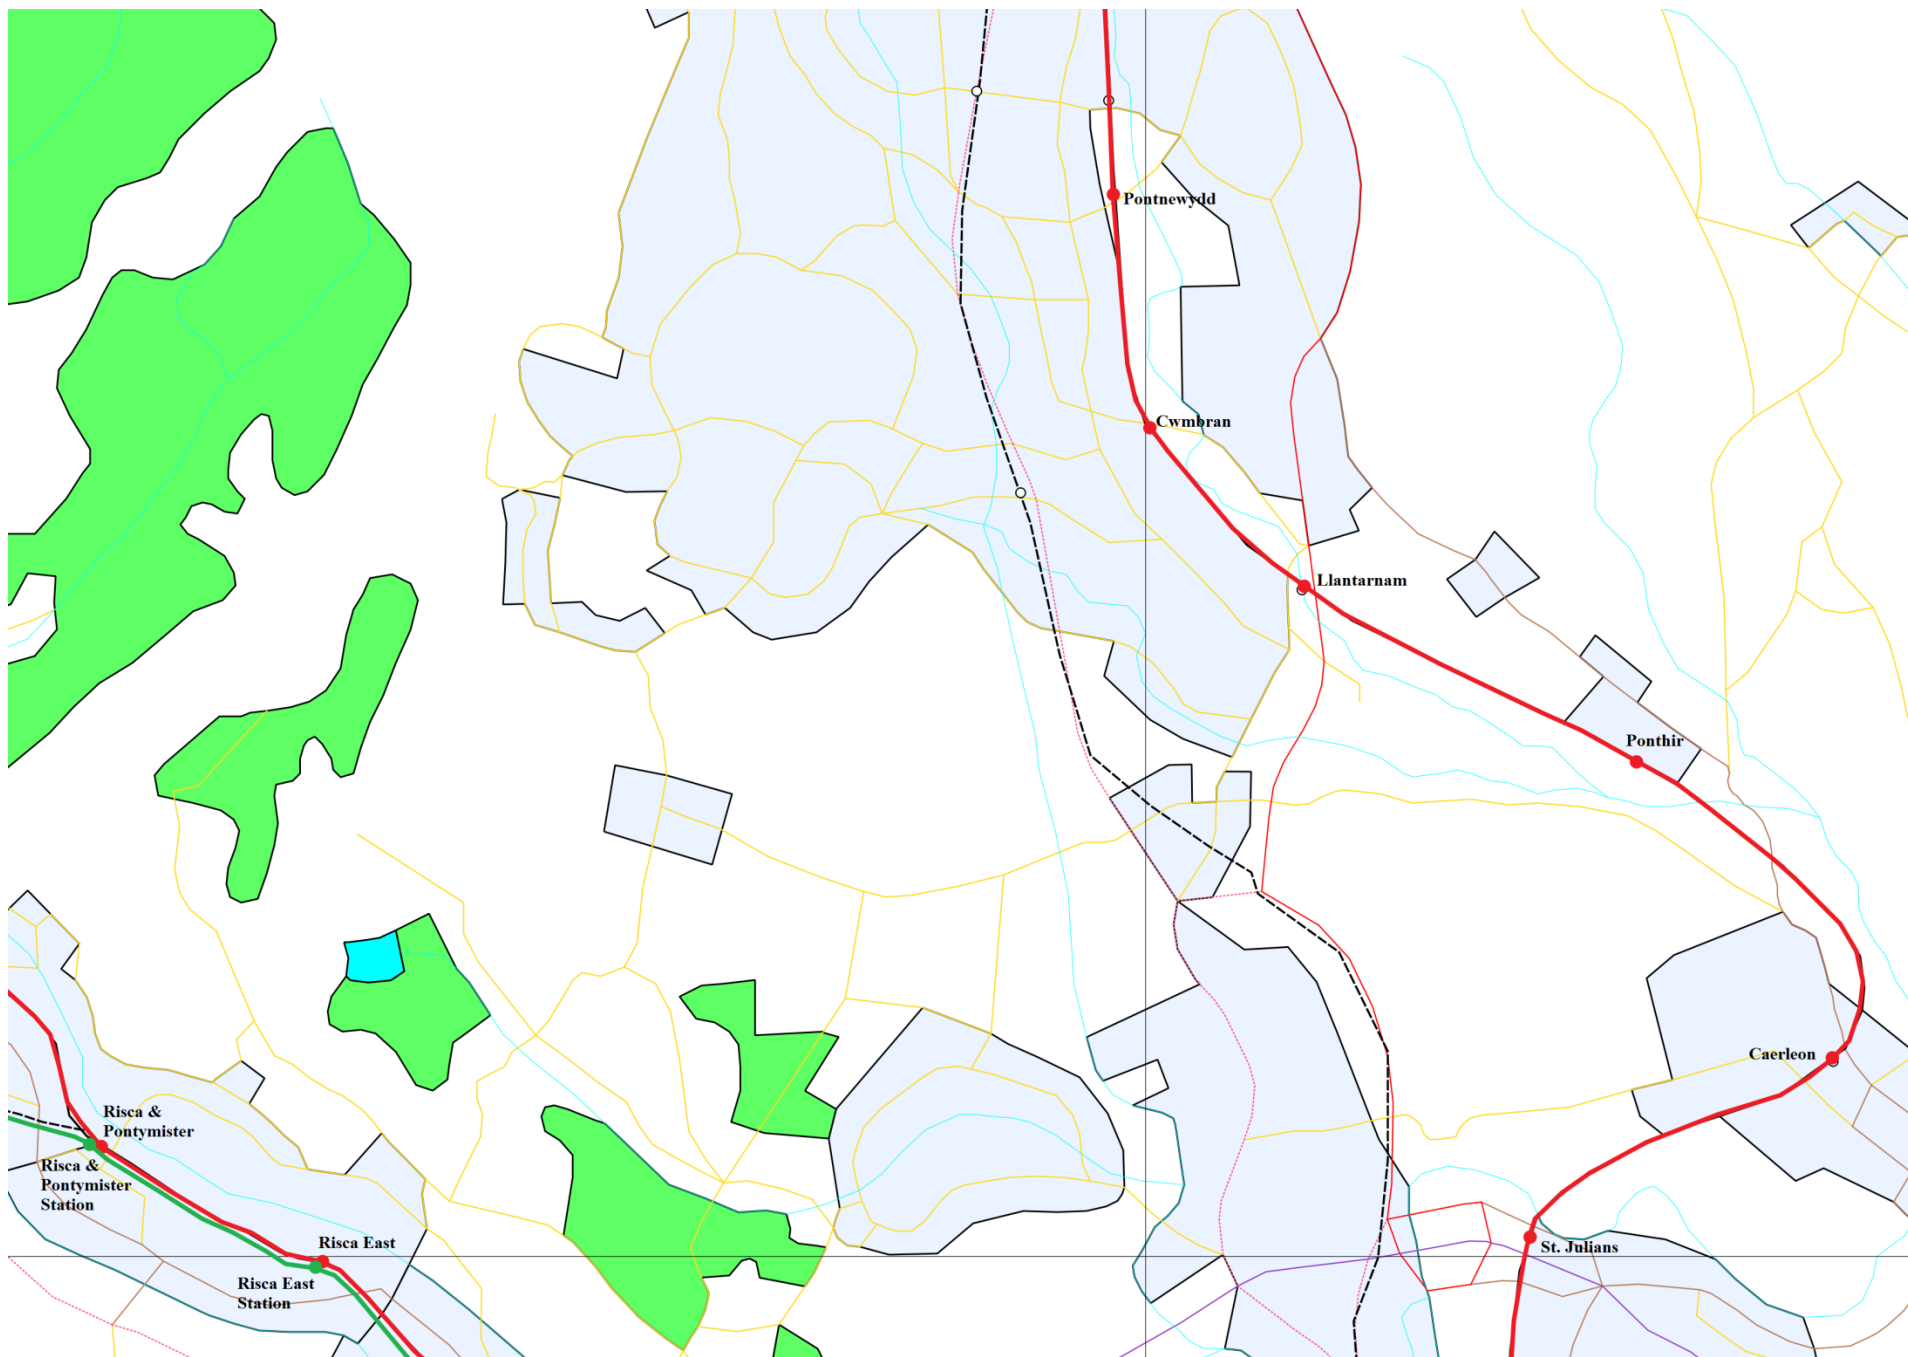 Pontnewydd
Cwmbran
Llantarnam
Ponthir
Caerleon
Risca &
Pontymister
Risca &
Pontymister
Station
St. Julians
Risca East
Risca East
Station